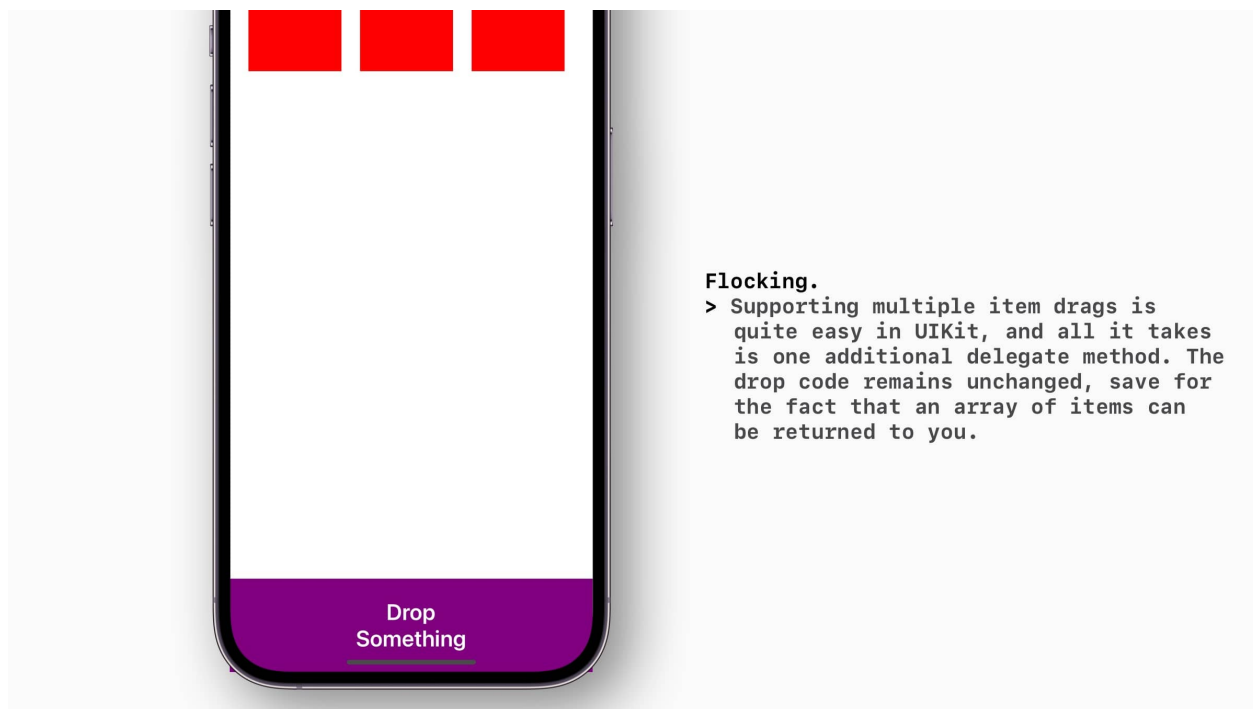 Drop
Something
Flocking.
> Supporting multiple item drags is
quite easy in UIKit, and all it takes
is one additional delegate method. The
drop code remains unchanged, save for
the fact that an array of items can
be returned to you.